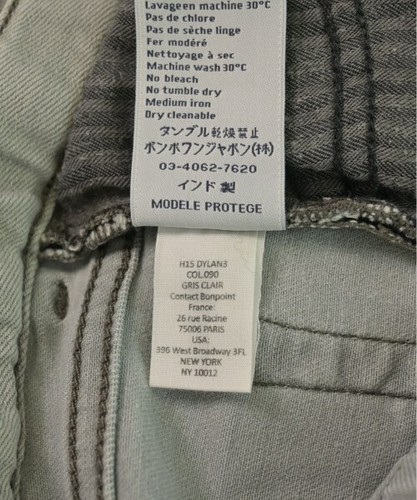 Lavage en machine 30°C
Pas de chlore
Pas de sèche linge
Fer modéré
Nettoyage à sec
Machine wash 30°C
No bleach
No tumble dry
Medium iron
Dry cleanable
タンブル乾燥禁止
ボンポワンジャポン(株)
03-4062-7620
インド 製
MODELE PROTEGE
H15 DYLAN3
COL.090
GRIS CLAIR
Contact Bonpoint
France:
26 rue Racine
75006 PARIS
USA:
396 West Broadway 3FL
NEW YORK
NY 10012